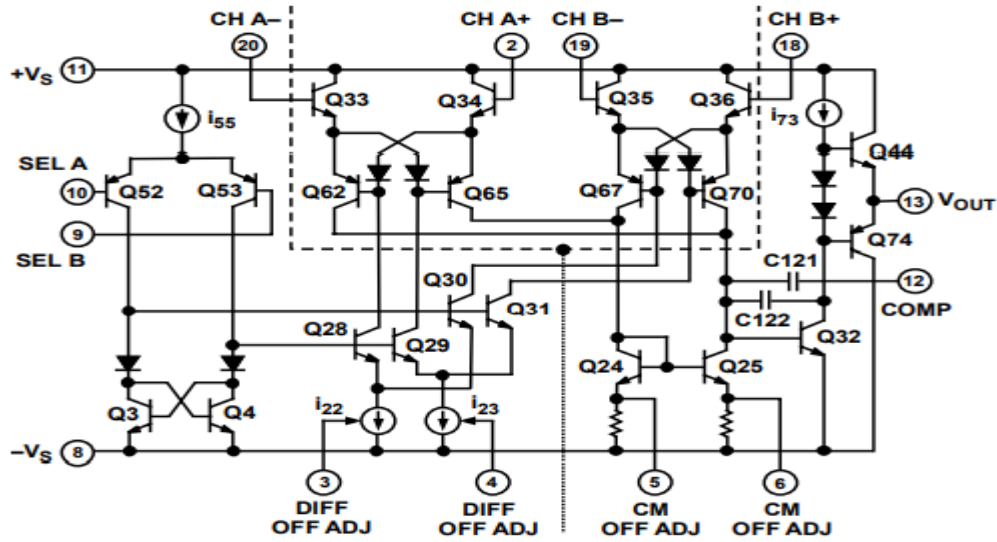 CH A– CH A+ CH B– CH B+
20 2 19 18
+VS 11
Q33 Q34 Q35 Q36
i55 i73
SEL A Q44
10 Q52 Q53 Q62 Q65 Q67 Q70 13 VOUT
9 Q74
SEL B
C121
Q30 12
Q31 C122 COMP
Q28 Q29 Q32
Q24 Q25
Q3 Q4 i22 i23
–VS 8
3 4 5 6
DIFF DIFF CM CM
OFF ADJ OFF ADJ OFF ADJ OFF ADJ